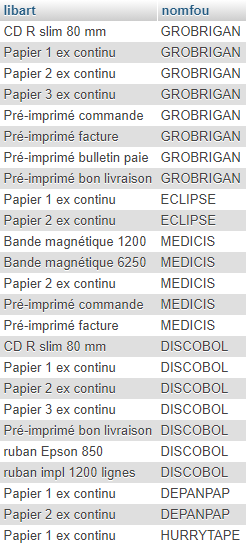 libart nomfou
CD R slim 80 mm GROBRIGAN
Papier 1 ex continu GROBRIGAN
Papier 2 ex continu GROBRIGAN
Papier 3 ex continu GROBRIGAN
Pré-imprimé commande GROBRIGAN
Pré-imprimé facture GROBRIGAN
Pré-imprimé bulletin paie GROBRIGAN
Pré-imprimé bon livraison GROBRIGAN
Papier 1 ex continu ECLIPSE
Papier 2 ex continu ECLIPSE
Bande magnétique 1200 MEDICIS
Bande magnétique 6250 MEDICIS
Papier 2 ex continu MEDICIS
Pré-imprimé commande MEDICIS
Pré-imprimé facture MEDICIS
CD R slim 80 mm DISCOBOL
Papier 1 ex continu DISCOBOL
Papier 2 ex continu DISCOBOL
Papier 3 ex continu DISCOBOL
Pré-imprimé bon livraison DISCOBOL
ruban Epson 850 DISCOBOL
ruban impl 1200 lignes DISCOBOL
Papier 1 ex continu DEPANPAP
Papier 2 ex continu DEPANPAP
Papier 1 ex continu HURRYTAPE